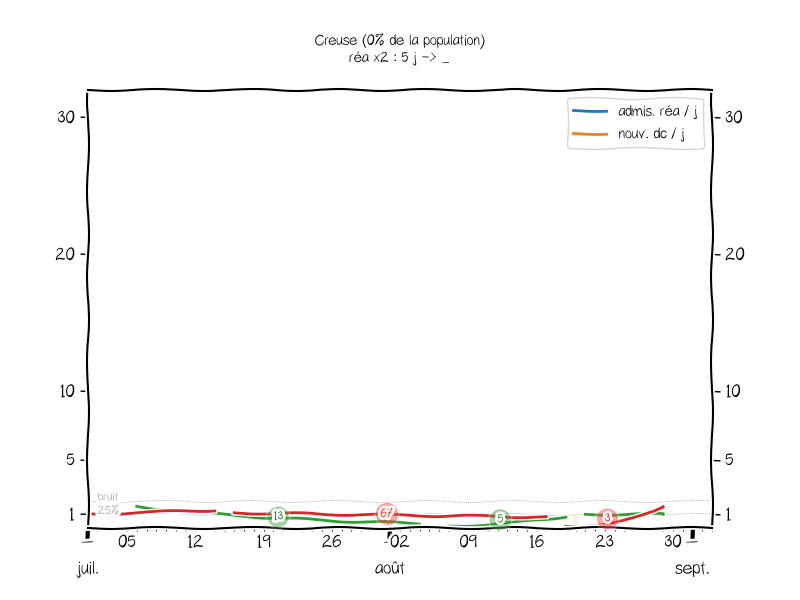 Creuse (0% de la population)
réa x2 : 5 j -> _
admis. réa / j
nouv. dc / j
30 30
20 20
10 10
5 5
bruit
25%
1 1
13 67 5 3
05 12 19 26 02 09 16 23 30
juil. août sept.